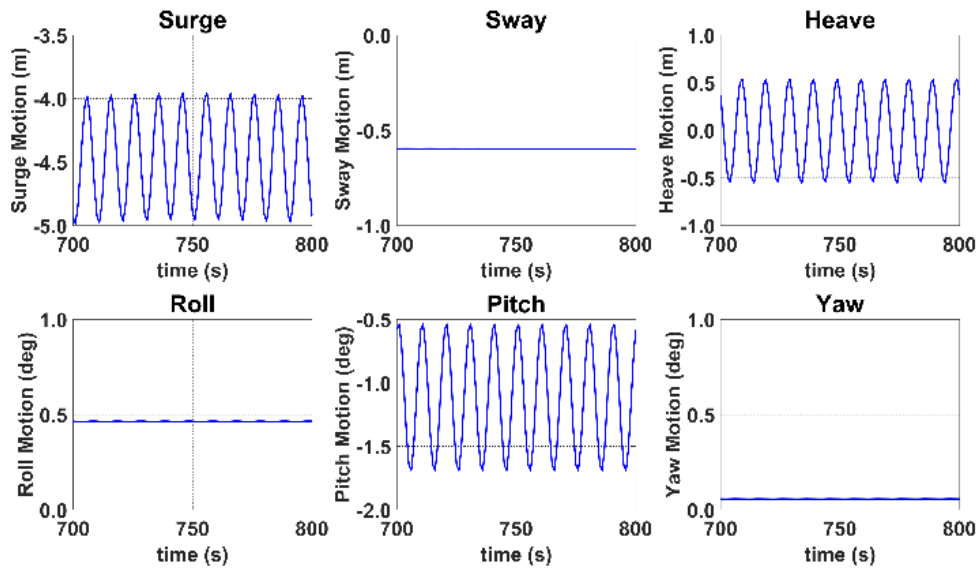 Surge
Sway
Heave
Surge Motion (m)
-3.5
-4.0
-4.5
-5.0
700
750
800
time (s)
Sway Motion (m)
0.0
-0.5
-1.0
700
750
800
time (s)
Heave Motion (m)
1.0
0.5
0.0
-0.5
-1.0
700
750
800
time (s)
Roll
Pitch
Yaw
Roll Motion (deg)
1.0
0.5
0.0
700
750
800
time (s)
Pitch Motion (deg)
-0.5
-1.0
-1.5
-2.0
700
750
800
time (s)
Yaw Motion (deg)
1.0
0.5
0.0
700
750
800
time (s)